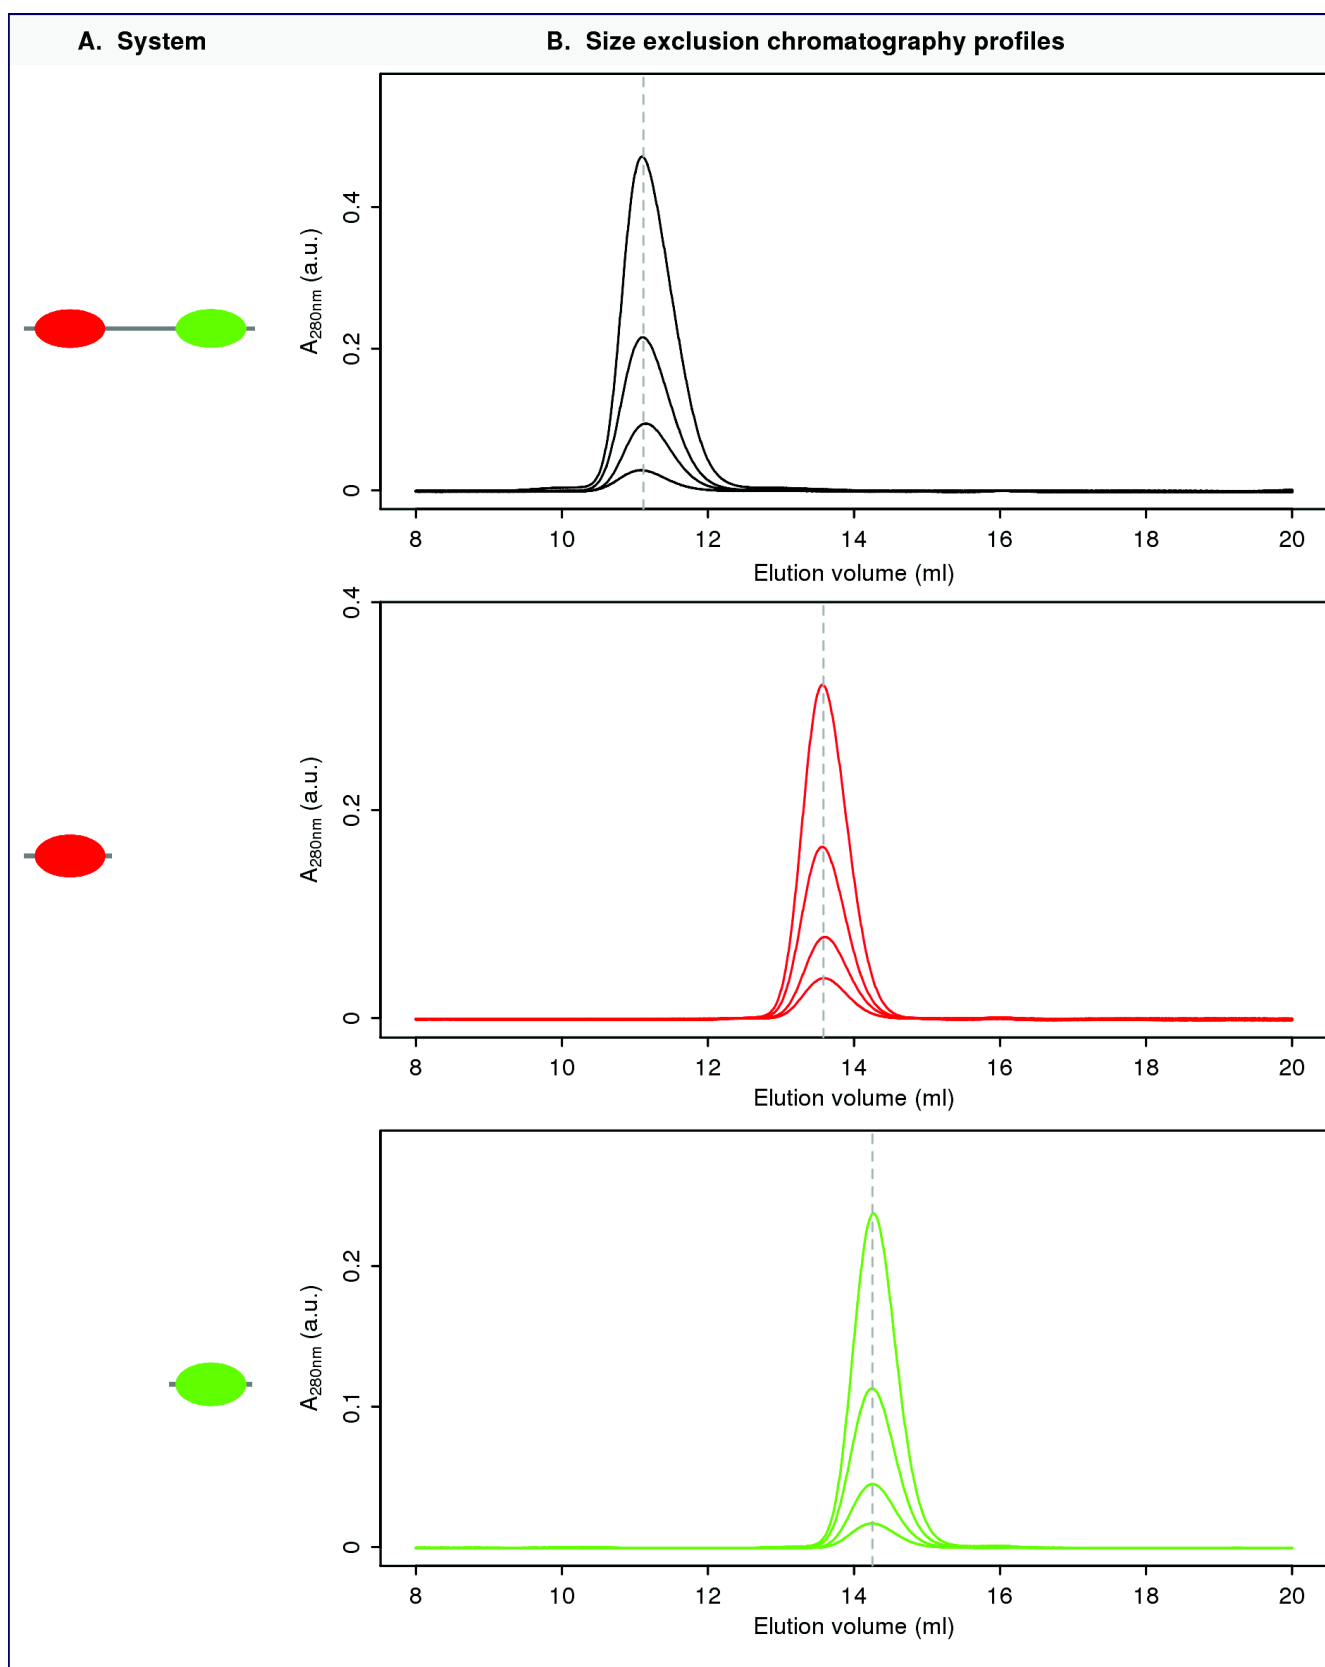 A. System
B. Size exclusion chromatography profiles
A280nm (a.u.)
0.4
0.2
0
8 10 12 14 16 18 20
Elution volume (ml)
A280nm (a.u.)
0.4
0.2
0
8 10 12 14 16 18 20
Elution volume (ml)
A280nm (a.u.)
0.2
0.1
0
8 10 12 14 16 18 20
Elution volume (ml)